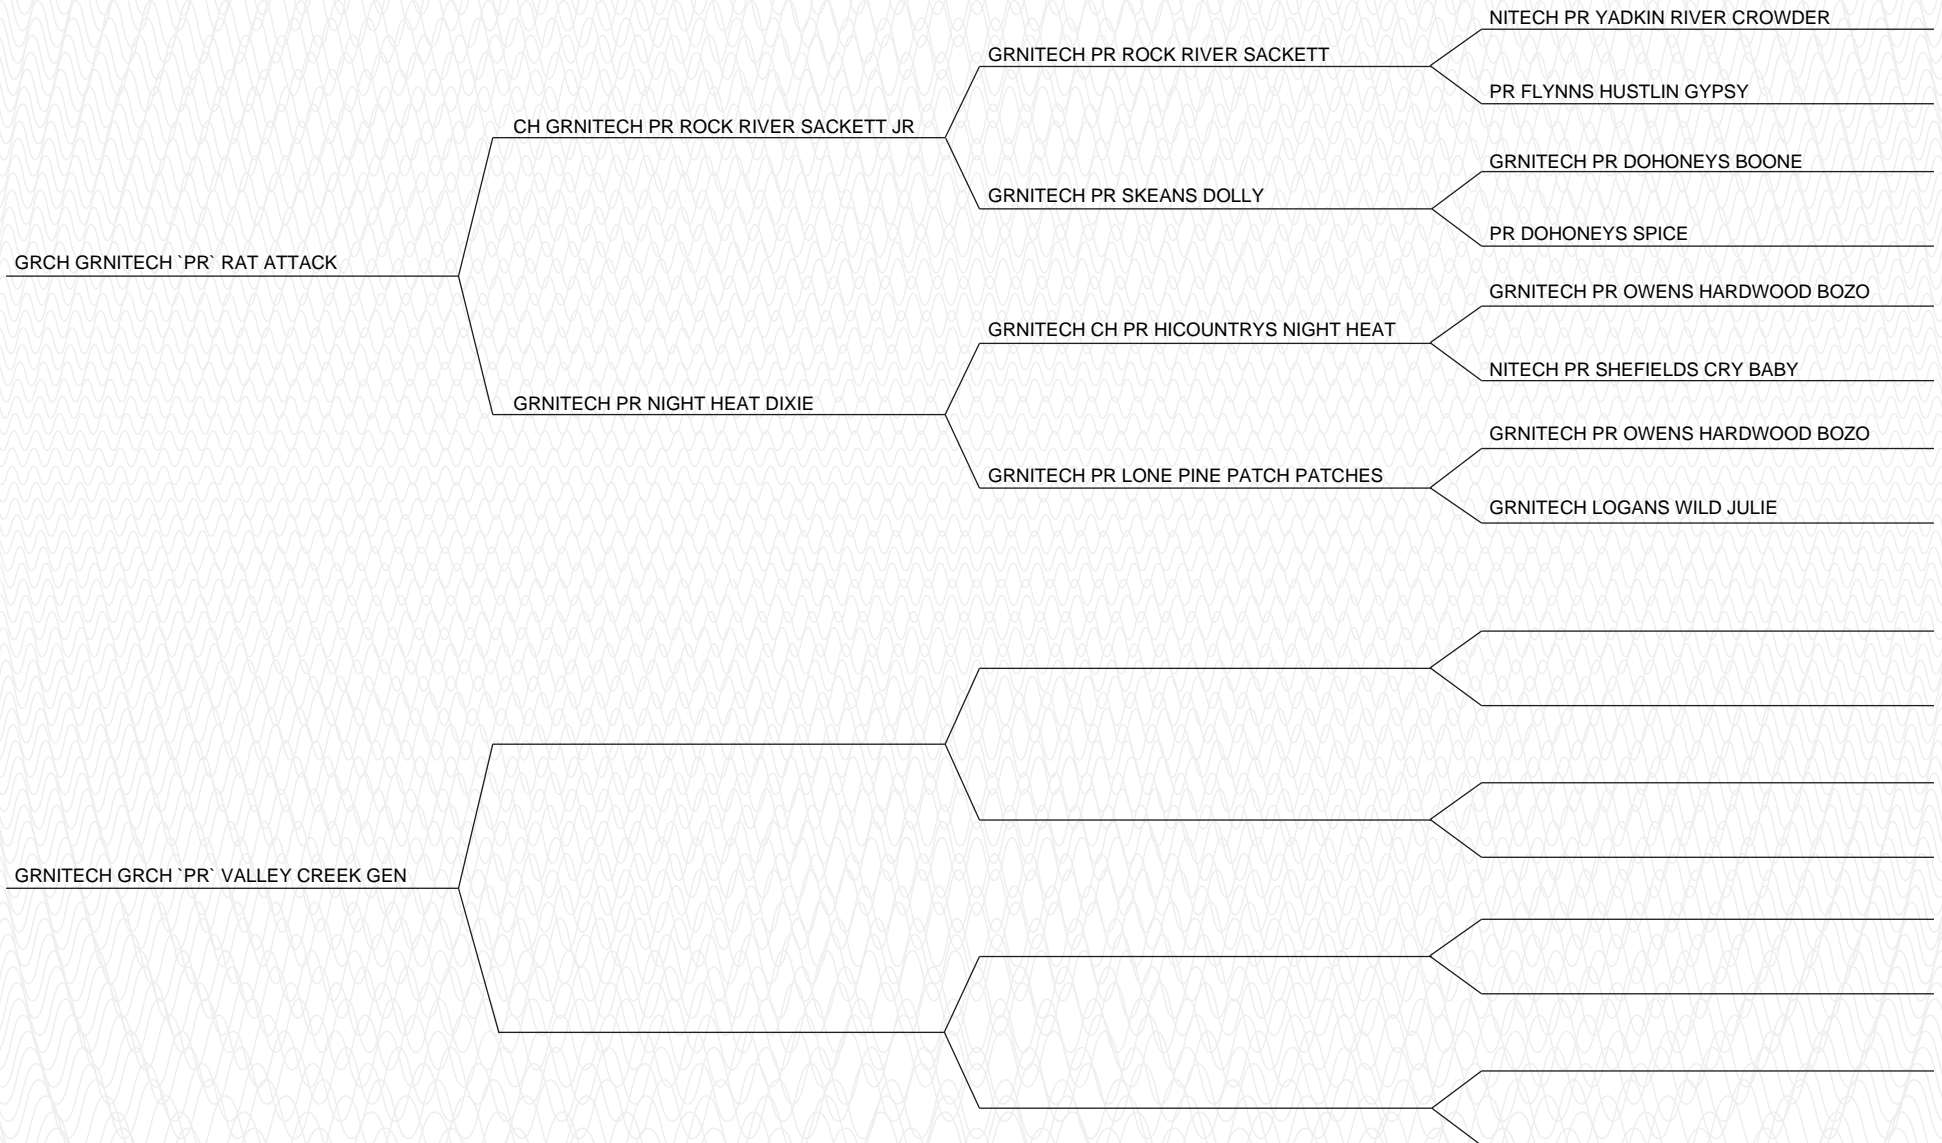 NITECH PR YADKIN RIVER CROWDER
GRNITECH PR ROCK RIVER SACKETT
PR FLYNNS HUSTLIN GYPSY
CH GRNITECH PR ROCK RIVER SACKETT JR
GRNITECH PR DOHONEYS BOONE
GRNITECH PR SKEANS DOLLY
PR DOHONEYS SPICE
GRCH GRNITECH `PR` RAT ATTACK
GRNITECH PR OWENS HARDWOOD BOZO
GRNITECH CH PR HICOUNTRYS NIGHT HEAT
NITECH PR SHEFIELDS CRY BABY
GRNITECH PR NIGHT HEAT DIXIE
GRNITECH PR OWENS HARDWOOD BOZO
GRNITECH PR LONE PINE PATCH PATCHES
GRNITECH LOGANS WILD JULIE
GRNITECH GRCH `PR` VALLEY CREEK GEN